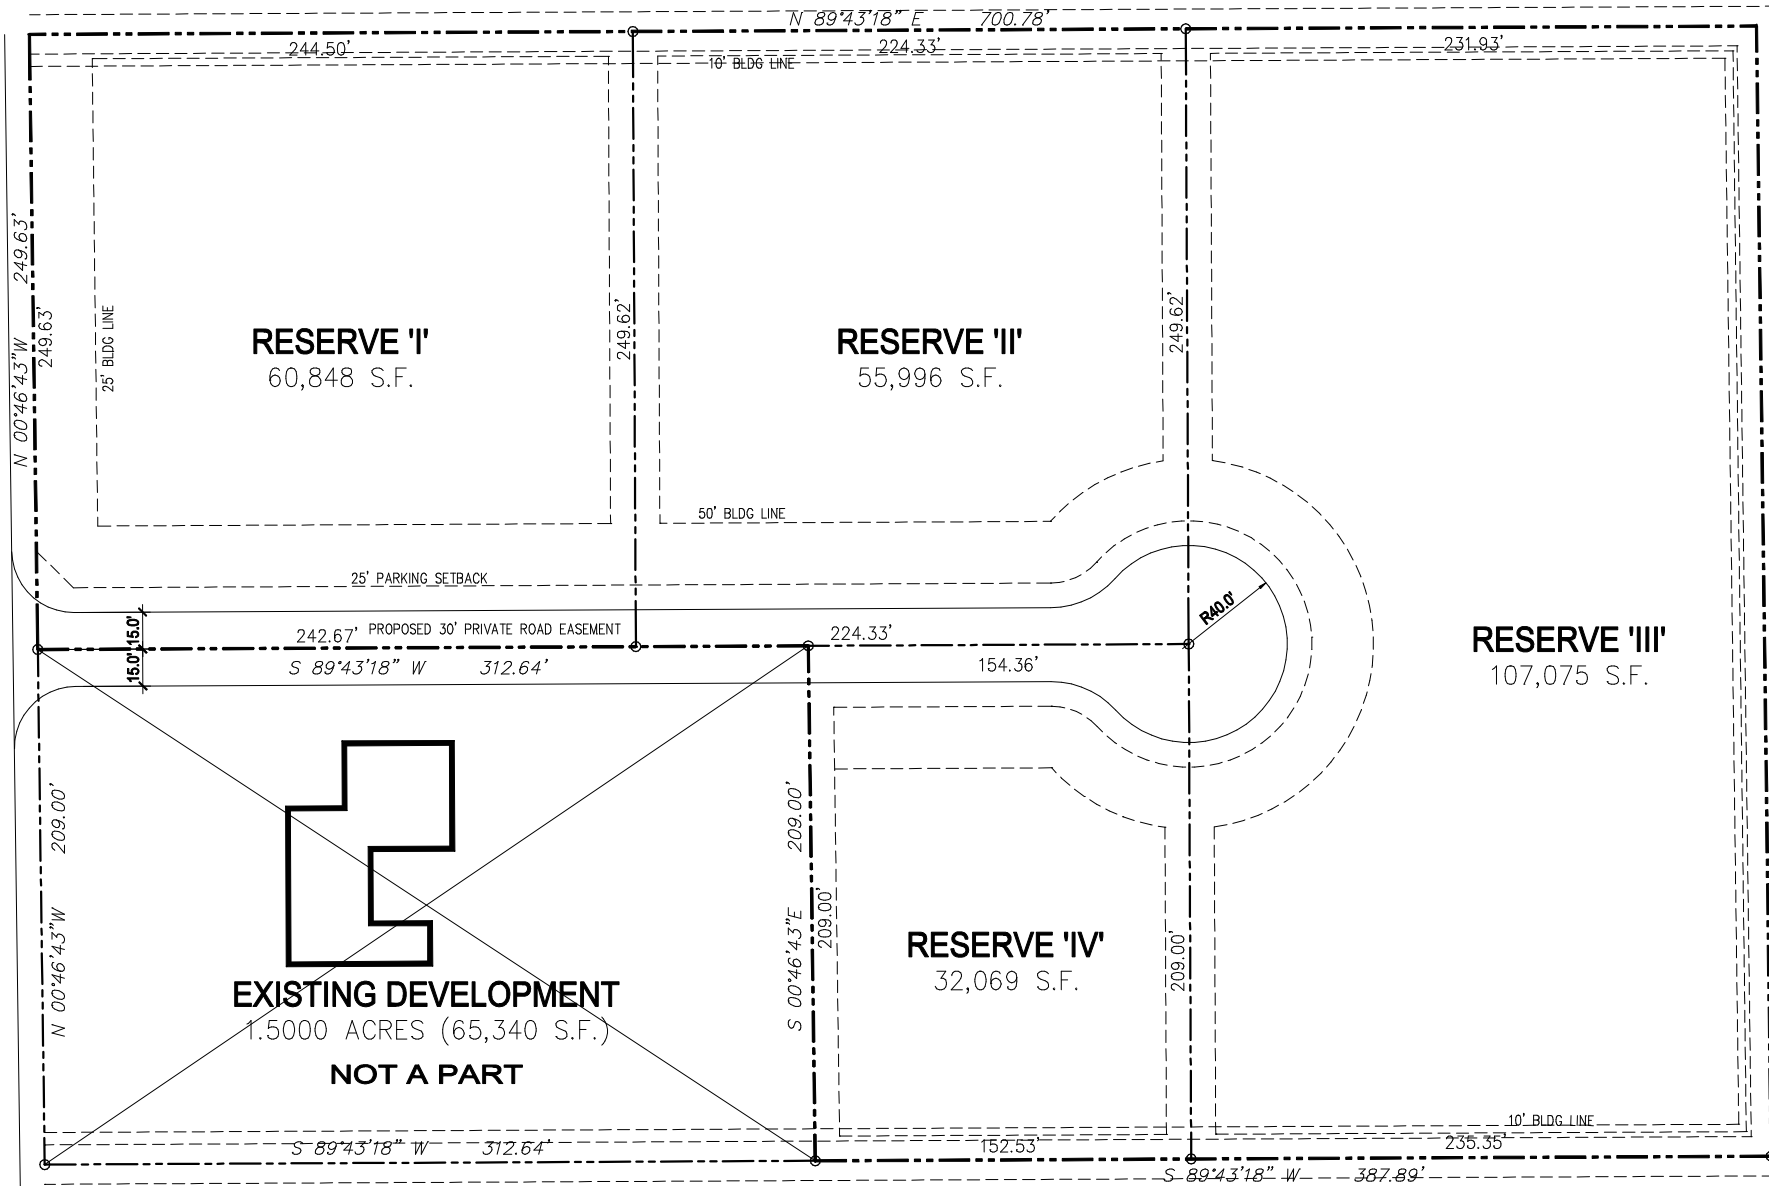 N 89°43'18" E 700.78'
244.50'
224.33'
231.93'
10' BLDG LINE
N 00°46'43"W 249.63'
249.63'
25' BLDG LINE
RESERVE 'I'
60,848 S.F.
249.62'
RESERVE 'II'
55,996 S.F.
249.62'
50' BLDG LINE
25' PARKING SETBACK
R40.0'
15.0'
15.0'
242.67' PROPOSED 30' PRIVATE ROAD EASEMENT
224.33'
S 89°43'18" W 312.64'
154.36'
RESERVE 'III'
107,075 S.F.
N 00°46'43"W 209.00'
S 00°46'43"E 209.00'
209.00'
RESERVE 'IV'
32,069 S.F.
209.00'
EXISTING DEVELOPMENT
1.5000 ACRES (65,340 S.F.)
NOT A PART
10' BLDG LINE
S 89°43'18" W 312.64'
152.53'
235.35'
S 89°43'18" W 387.89'